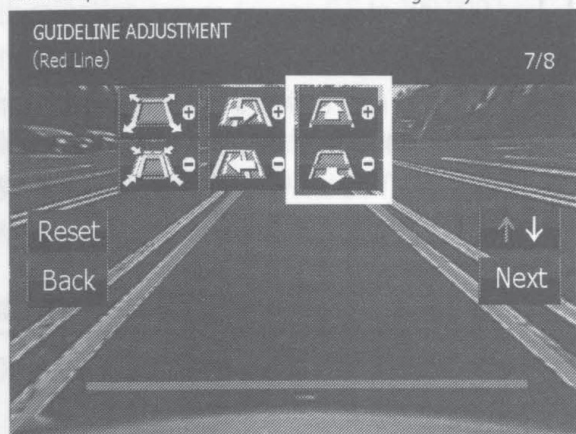 GUIDELINE ADJUSTMENT
(Red Line)
7/8
+ + +
- - -
Reset
↑ ↓
Back
Next